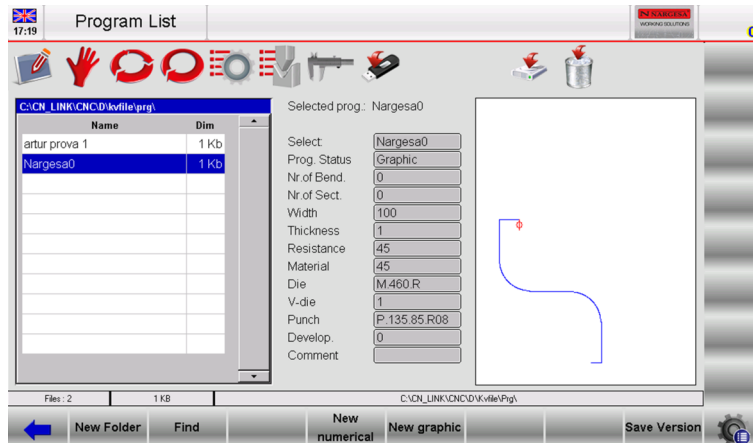 17:19
Program List
NARGESA
WORKING SOLUTIONS
C:\CN_LINK\CNC\D\kvfile\prg\
Name Dim
artur prova 1 1 Kb
Nargesa0 1 Kb
Selected prog.: Nargesa0
Select: Nargesa0
Prog. Status Graphic
Nr.of Bend. 0
Nr.of Sect. 0
Width 100
Thickness 1
Resistance 45
Material 45
Die M.460.R
V-die 1
Punch P.135.85.R08
Develop. 0
Comment
Files : 2 1 KB C:\CN_LINK\CNC\D\Kvfile\Prg\
New Folder Find New numerical New graphic Save Version